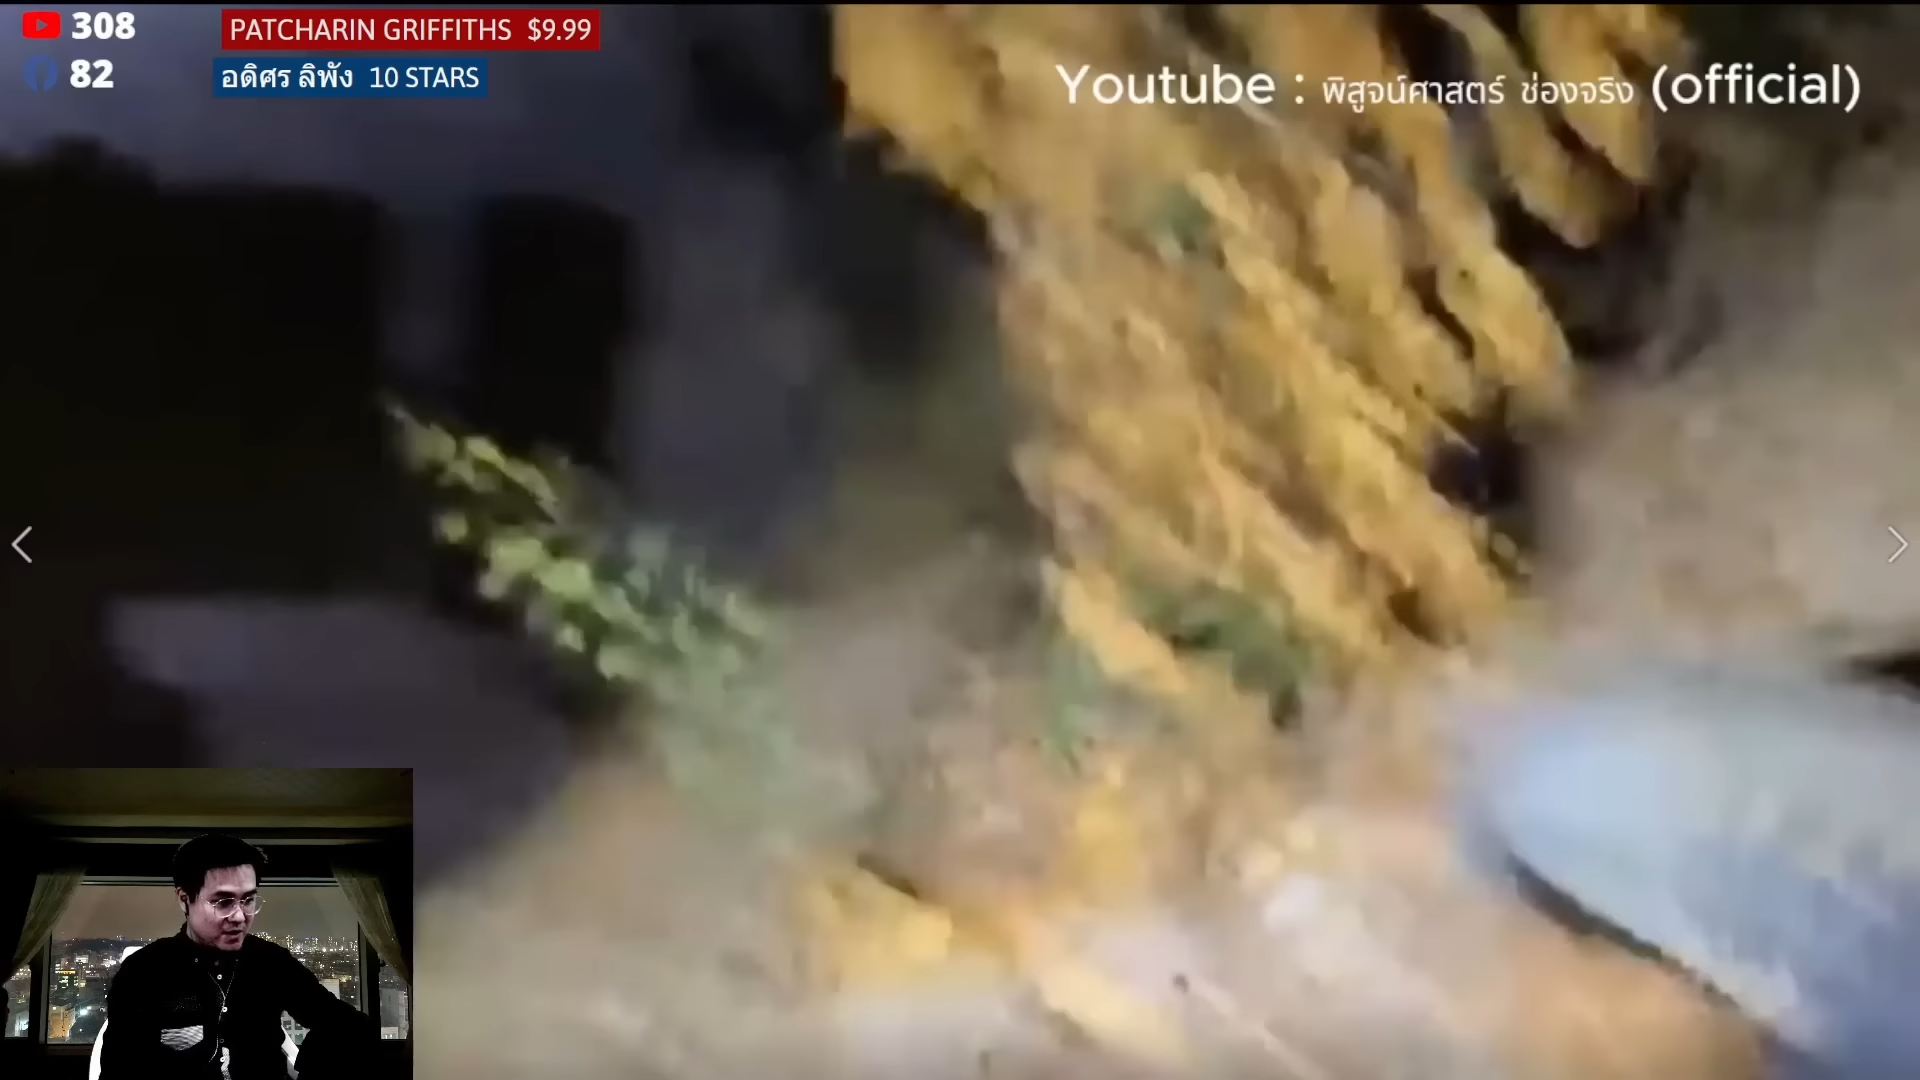 308
PATCHARIN GRIFFITHS $9.99
82
อดิศร ลิพัง 10 STARS
Youtube : พิสูจน์ศาสตร์ ช่องจริง (official)